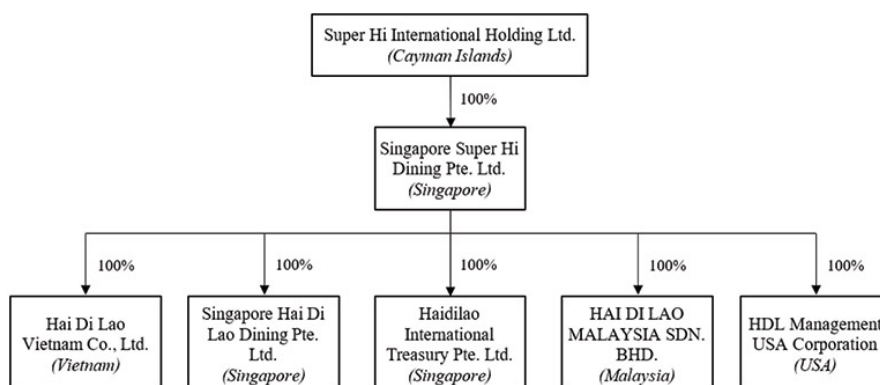 Super Hi International Holding Ltd.
(Cayman Islands)
100%
Singapore Super Hi
Dining Pte. Ltd.
(Singapore)
100%
100%
100%
100%
100%
Hai Di Lao
Vietnam Co., Ltd.
(Vietnam)
Singapore Hai Di
Lao Dining Pte.
Ltd.
(Singapore)
Haidilao
International
Treasury Pte. Ltd.
(Singapore)
HAI DI LAO
MALAYSIA SDN.
BHD.
(Malaysia)
HDL Management
USA Corporation
(USA)